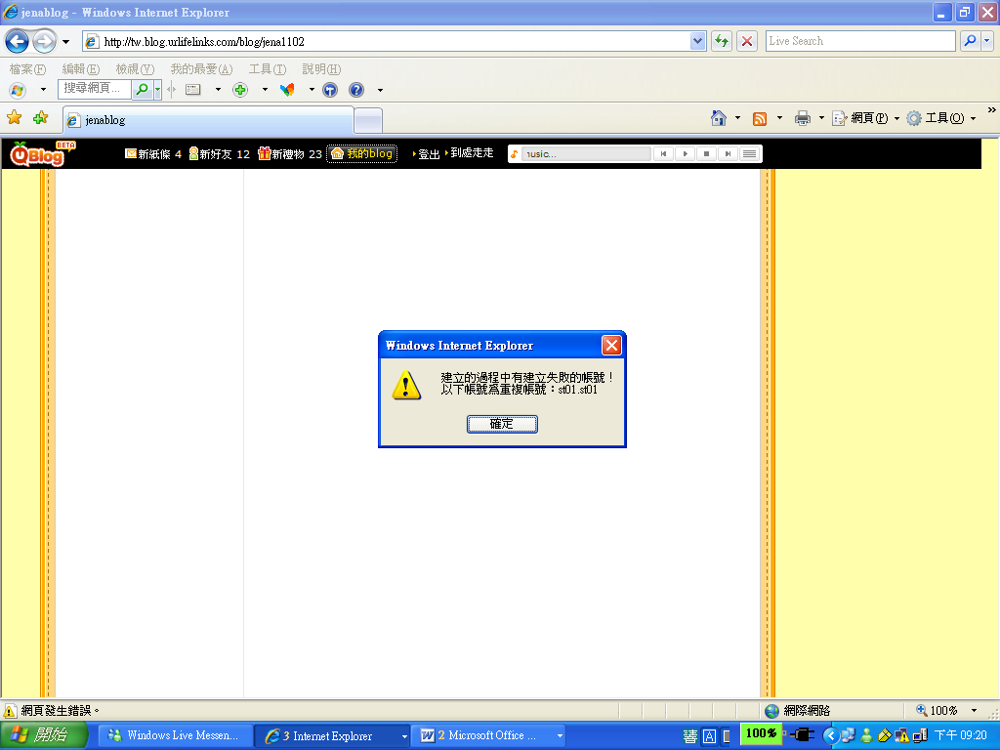 jenablog - Windows Internet Explorer
http://tw.blog.urlifelinks.com/blog/jena1102
Live Search
檔案(F) 編輯(E) 檢視(V) 我的最愛(A) 工具(T) 說明(H)
搜尋網頁...
jenablog
網頁(P) 工具(O)
QBlog BETA
新紙條 4 新好友 12 新禮物 23 我的blog 登出 到處走走
Windows Internet Explorer
建立的過程中有建立失敗的帳號！
以下帳號為重複帳號：st01.st01
確定
網頁發生錯誤。
網際網路
100%
開始
Windows Live Messen...
3 Internet Explorer
2 Microsoft Office ...
A
100%
下午 09:20